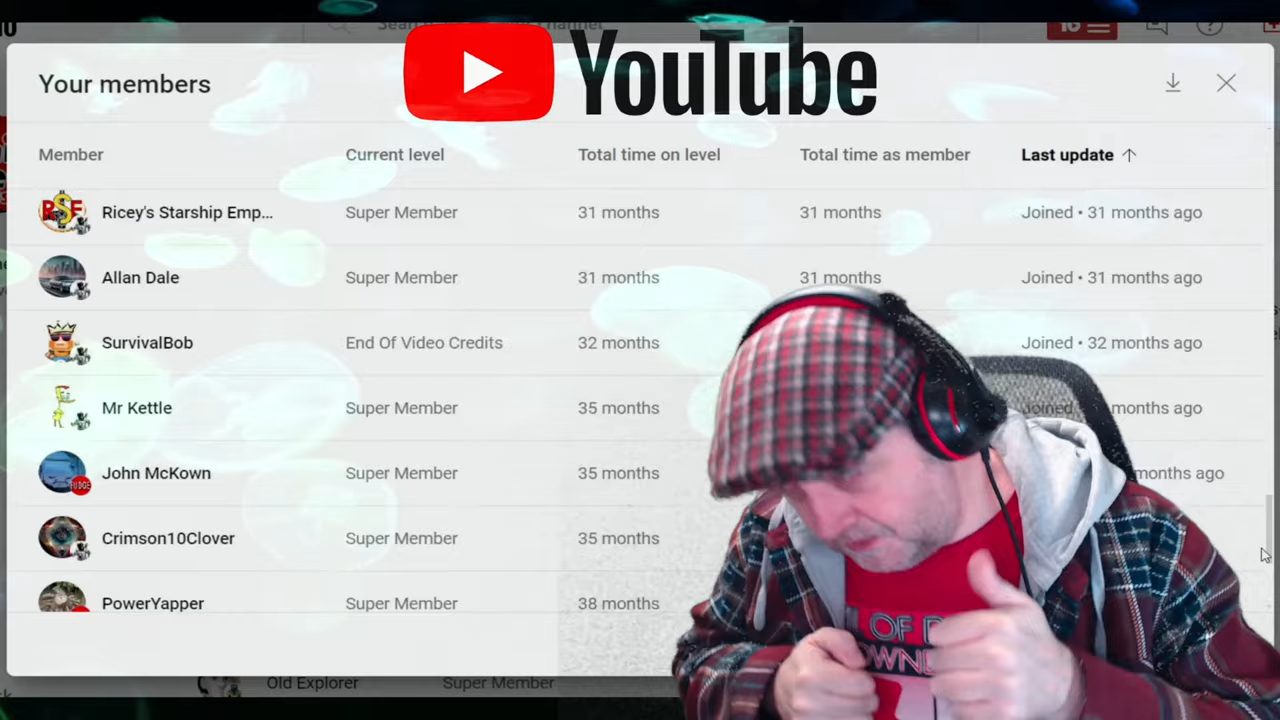 YouTube
Your members
Member Current level Total time on level Total time as member Last update
Ricey's Starship Emp... Super Member 31 months 31 months Joined • 31 months ago
Allan Dale Super Member 31 months 31 months Joined • 31 months ago
SurvivalBob End Of Video Credits 32 months Joined • 32 months ago
Mr Kettle Super Member 35 months Joined months ago
John McKown Super Member 35 months months ago
FUDGE
Crimson10Clover Super Member 35 months
PowerYapper Super Member 38 months
OF
Old Explorer Super Member